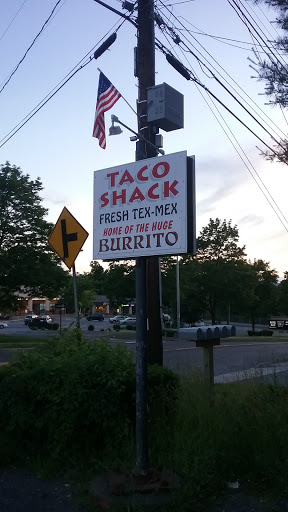 TACO
SHACK
FRESH TEX-MEX
HOME OF THE HUGE
BURRITO